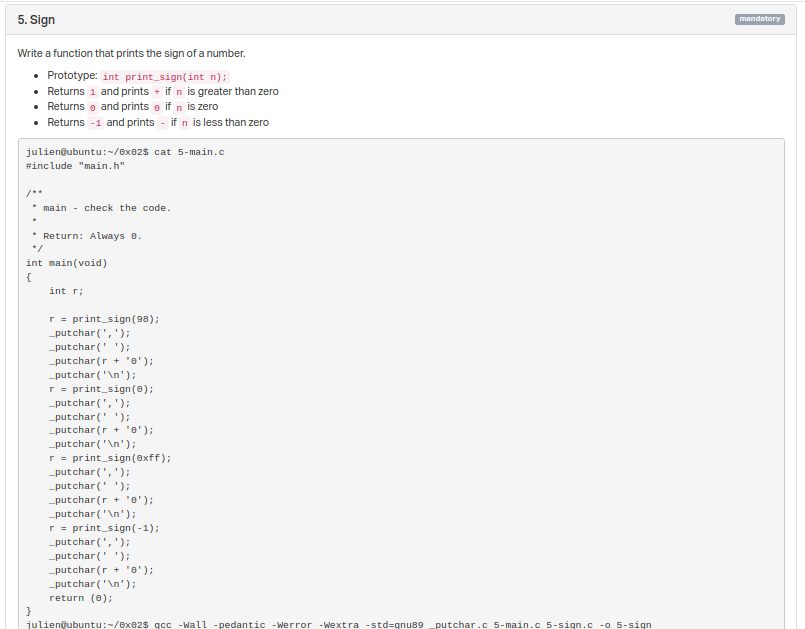 5. Sign
mandatory
Write a function that prints the sign of a number.
Prototype: int print_sign(int n);
Returns 1 and prints + if n is greater than zero
Returns 0 and prints 0 if n is zero
Returns -1 and prints - if n is less than zero
julien@ubuntu:~/0x02$ cat 5-main.c
#include "main.h"
/**
 * main - check the code.
 *
 * Return: Always 0.
 */
int main(void)
{
    int r;
    r = print_sign(98);
    _putchar(',');
    _putchar(' ');
    _putchar(r + '0');
    _putchar('\n');
    r = print_sign(0);
    _putchar(',');
    _putchar(' ');
    _putchar(r + '0');
    _putchar('\n');
    r = print_sign(0xff);
    _putchar(',');
    _putchar(' ');
    _putchar(r + '0');
    _putchar('\n');
    r = print_sign(-1);
    _putchar(',');
    _putchar(' ');
    _putchar(r + '0');
    _putchar('\n');
    return (0);
}
julien@ubuntu:~/0x02$ gcc -Wall -pedantic -Werror -Wextra -std=gnu89 _putchar.c 5-main.c 5-sign.c -o 5-sign